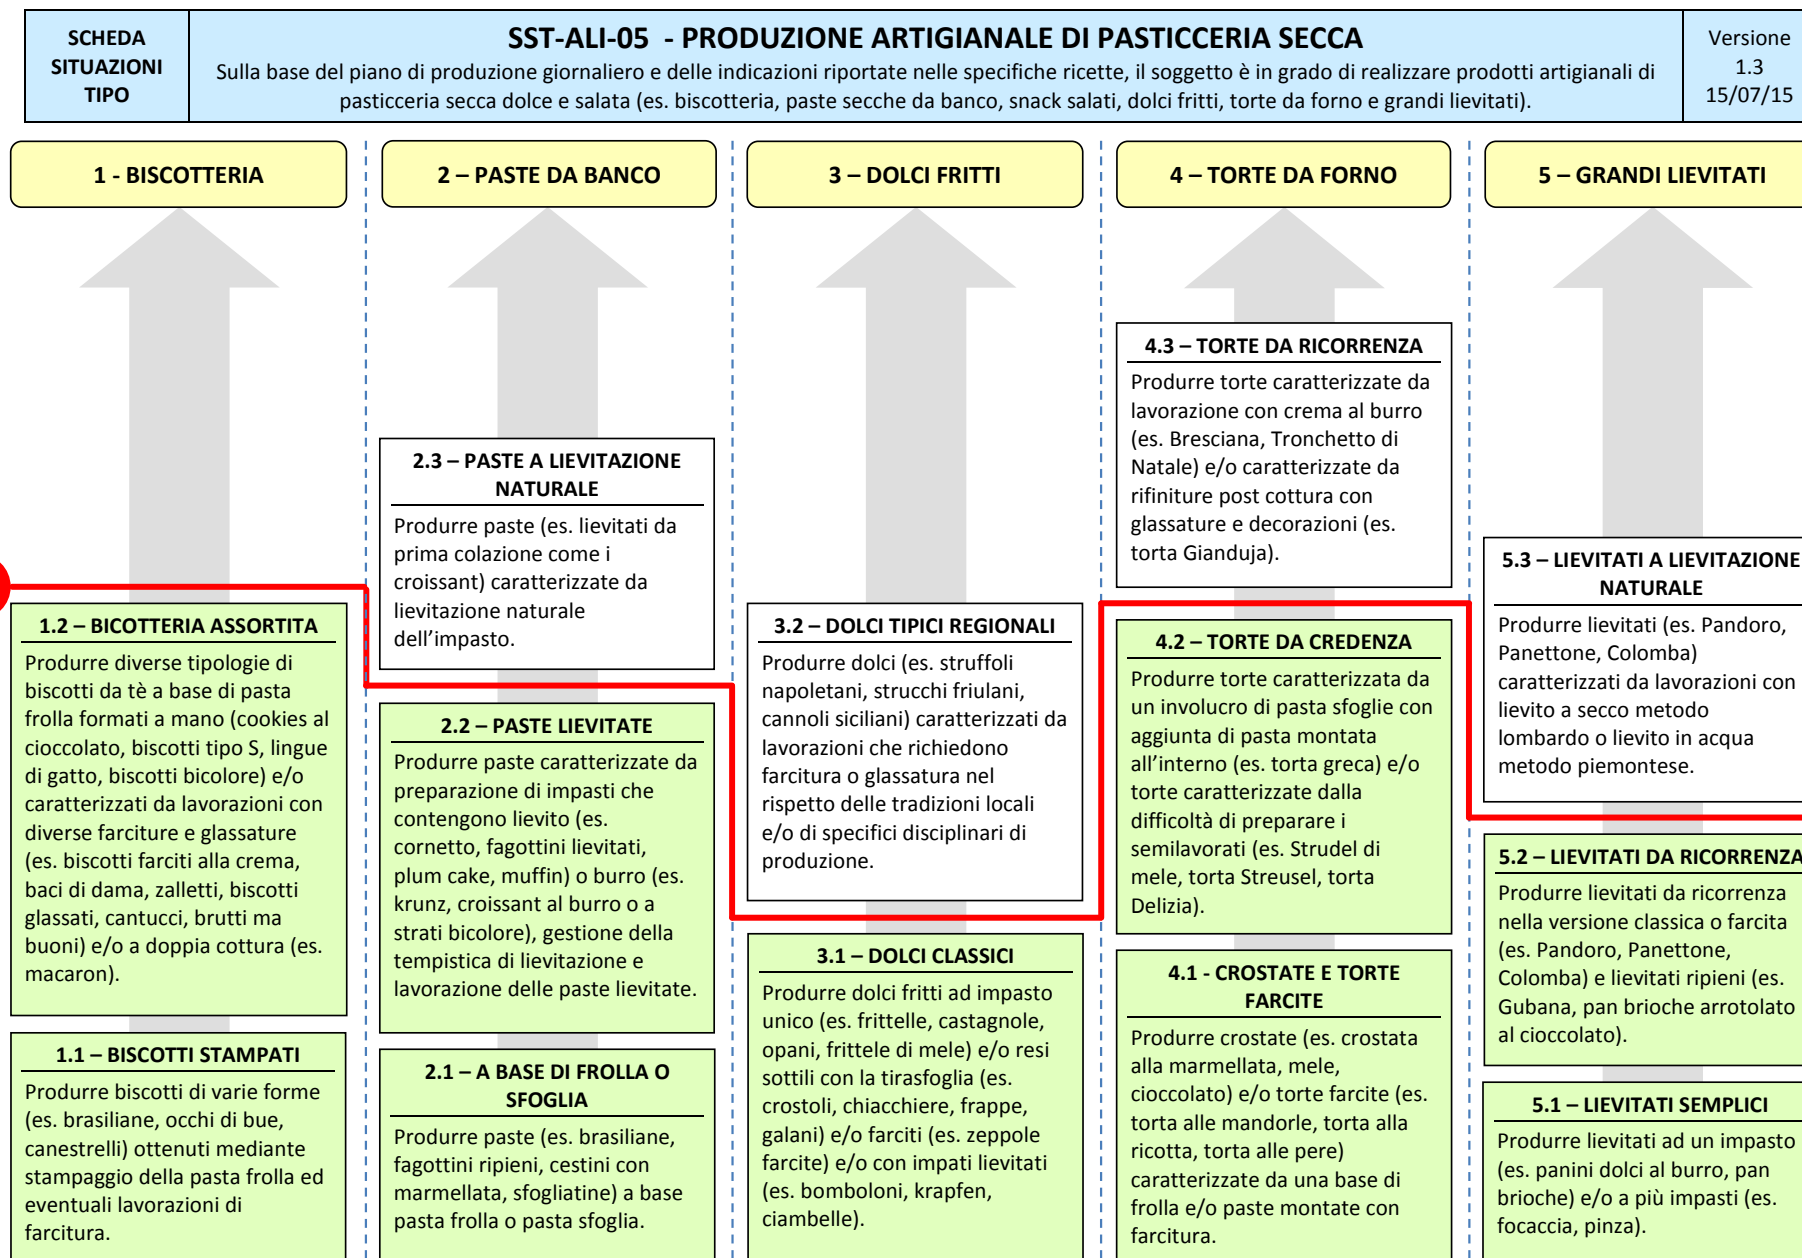 SCHEDA
SITUAZIONI
TIPO
SST-ALI-05 - PRODUZIONE ARTIGIANALE DI PASTICCERIA SECCA
Sulla base del piano di produzione giornaliero e delle indicazioni riportate nelle specifiche ricette, il soggetto è in grado di realizzare prodotti artigianali di
pasticceria secca dolce e salata (es. biscotteria, paste secche da banco, snack salati, dolci fritti, torte da forno e grandi lievitati).
Versione
1.3
15/07/15
1 - BISCOTTERIA
1.2 – BICOTTERIA ASSORTITA
Produrre diverse tipologie di
biscotti da tè a base di pasta
frolla formati a mano (cookies al
cioccolato, biscotti tipo S, lingue
di gatto, biscotti bicolore) e/o
caratterizzati da lavorazioni con
diverse farciture e glassature
(es. biscotti farciti alla crema,
baci di dama, zalletti, biscotti
glassati, cantucci, brutti ma
buoni) e/o a doppia cottura (es.
macaron).
1.1 – BISCOTTI STAMPATI
Produrre biscotti di varie forme
(es. brasiliane, occhi di bue,
canestrelli) ottenuti mediante
stampaggio della pasta frolla ed
eventuali lavorazioni di
farcitura.
2 – PASTE DA BANCO
2.3 – PASTE A LIEVITAZIONE
NATURALE
Produrre paste (es. lievitati da
prima colazione come i
croissant) caratterizzate da
lievitazione naturale
dell’impasto.
2.2 – PASTE LIEVITATE
Produrre paste caratterizzate da
preparazione di impasti che
contengono lievito (es.
cornetto, fagottini lievitati,
plum cake, muffin) o burro (es.
krunz, croissant al burro o a
strati bicolore), gestione della
tempistica di lievitazione e
lavorazione delle paste lievitate.
2.1 – A BASE DI FROLLA O
SFOGLIA
Produrre paste (es. brasiliane,
fagottini ripieni, cestini con
marmellata, sfogliatine) a base
pasta frolla o pasta sfoglia.
3 – DOLCI FRITTI
3.2 – DOLCI TIPICI REGIONALI
Produrre dolci (es. struffoli
napoletani, strucchi friulani,
cannoli siciliani) caratterizzati da
lavorazioni che richiedono
farcitura o glassatura nel
rispetto delle tradizioni locali
e/o di specifici disciplinari di
produzione.
3.1 – DOLCI CLASSICI
Produrre dolci fritti ad impasto
unico (es. frittelle, castagnole,
opani, frittele di mele) e/o resi
sottili con la tirasfoglia (es.
crostoli, chiacchiere, frappe,
galani) e/o farciti (es. zeppole
farcite) e/o con impati lievitati
(es. bomboloni, krapfen,
ciambelle).
4 – TORTE DA FORNO
4.3 – TORTE DA RICORRENZA
Produrre torte caratterizzate da
lavorazione con crema al burro
(es. Bresciana, Tronchetto di
Natale) e/o caratterizzate da
rifiniture post cottura con
glassature e decorazioni (es.
torta Gianduja).
4.2 – TORTE DA CREDENZA
Produrre torte caratterizzata da
un involucro di pasta sfoglie con
aggiunta di pasta montata
all’interno (es. torta greca) e/o
torte caratterizzate dalla
difficoltà di preparare i
semilavorati (es. Strudel di
mele, torta Streusel, torta
Delizia).
4.1 - CROSTATE E TORTE
FARCITE
Produrre crostate (es. crostata
alla marmellata, mele,
cioccolato) e/o torte farcite (es.
torta alle mandorle, torta alla
ricotta, torta alle pere)
caratterizzate da una base di
frolla e/o paste montate con
farcitura.
5 – GRANDI LIEVITATI
5.3 – LIEVITATI A LIEVITAZIONE
NATURALE
Produrre lievitati (es. Pandoro,
Panettone, Colomba)
caratterizzati da lavorazioni con
lievito a secco metodo
lombardo o lievito in acqua
metodo piemontese.
5.2 – LIEVITATI DA RICORRENZA
Produrre lievitati da ricorrenza
nella versione classica o farcita
(es. Pandoro, Panettone,
Colomba) e lievitati ripieni (es.
Gubana, pan brioche arrotolato
al cioccolato).
5.1 – LIEVITATI SEMPLICI
Produrre lievitati ad un impasto
(es. panini dolci al burro, pan
brioche) e/o a più impasti (es.
focaccia, pinza).